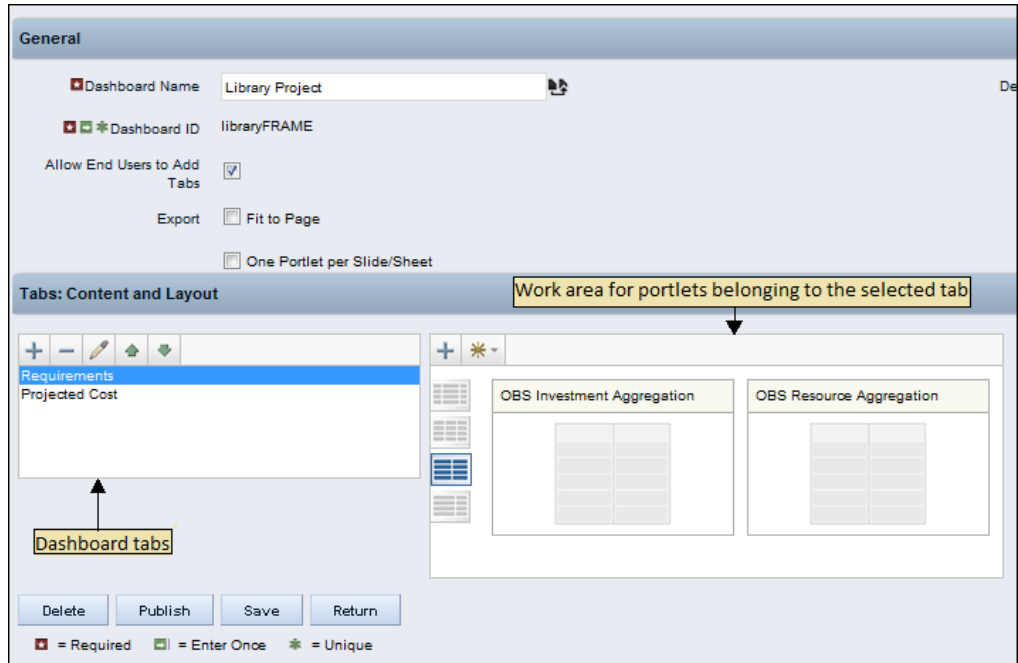 General
Dashboard Name Library Project
De
Dashboard ID libraryFRAME
Allow End Users to Add
Tabs
Export Fit to Page
One Portlet per Slide/Sheet
Tabs: Content and Layout
Work area for portlets belonging to the selected tab
Requirements
Projected Cost
OBS Investment Aggregation
OBS Resource Aggregation
Dashboard tabs
Delete Publish Save Return
= Required = Enter Once = Unique